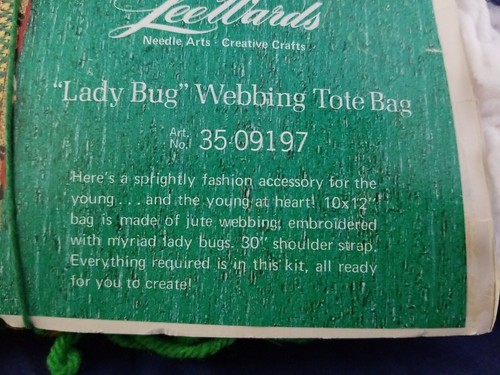 LeeWards
Needle Arts · Creative Crafts
"Lady Bug" Webbing Tote Bag
Art. No. 35-09197
Here's a sprightly fashion accessory for the
young . . . and the young at heart! 10x12"
bag is made of jute webbing, embroidered
with myriad lady bugs. 30" shoulder strap.
Everything required is in this kit, all ready
for you to create!